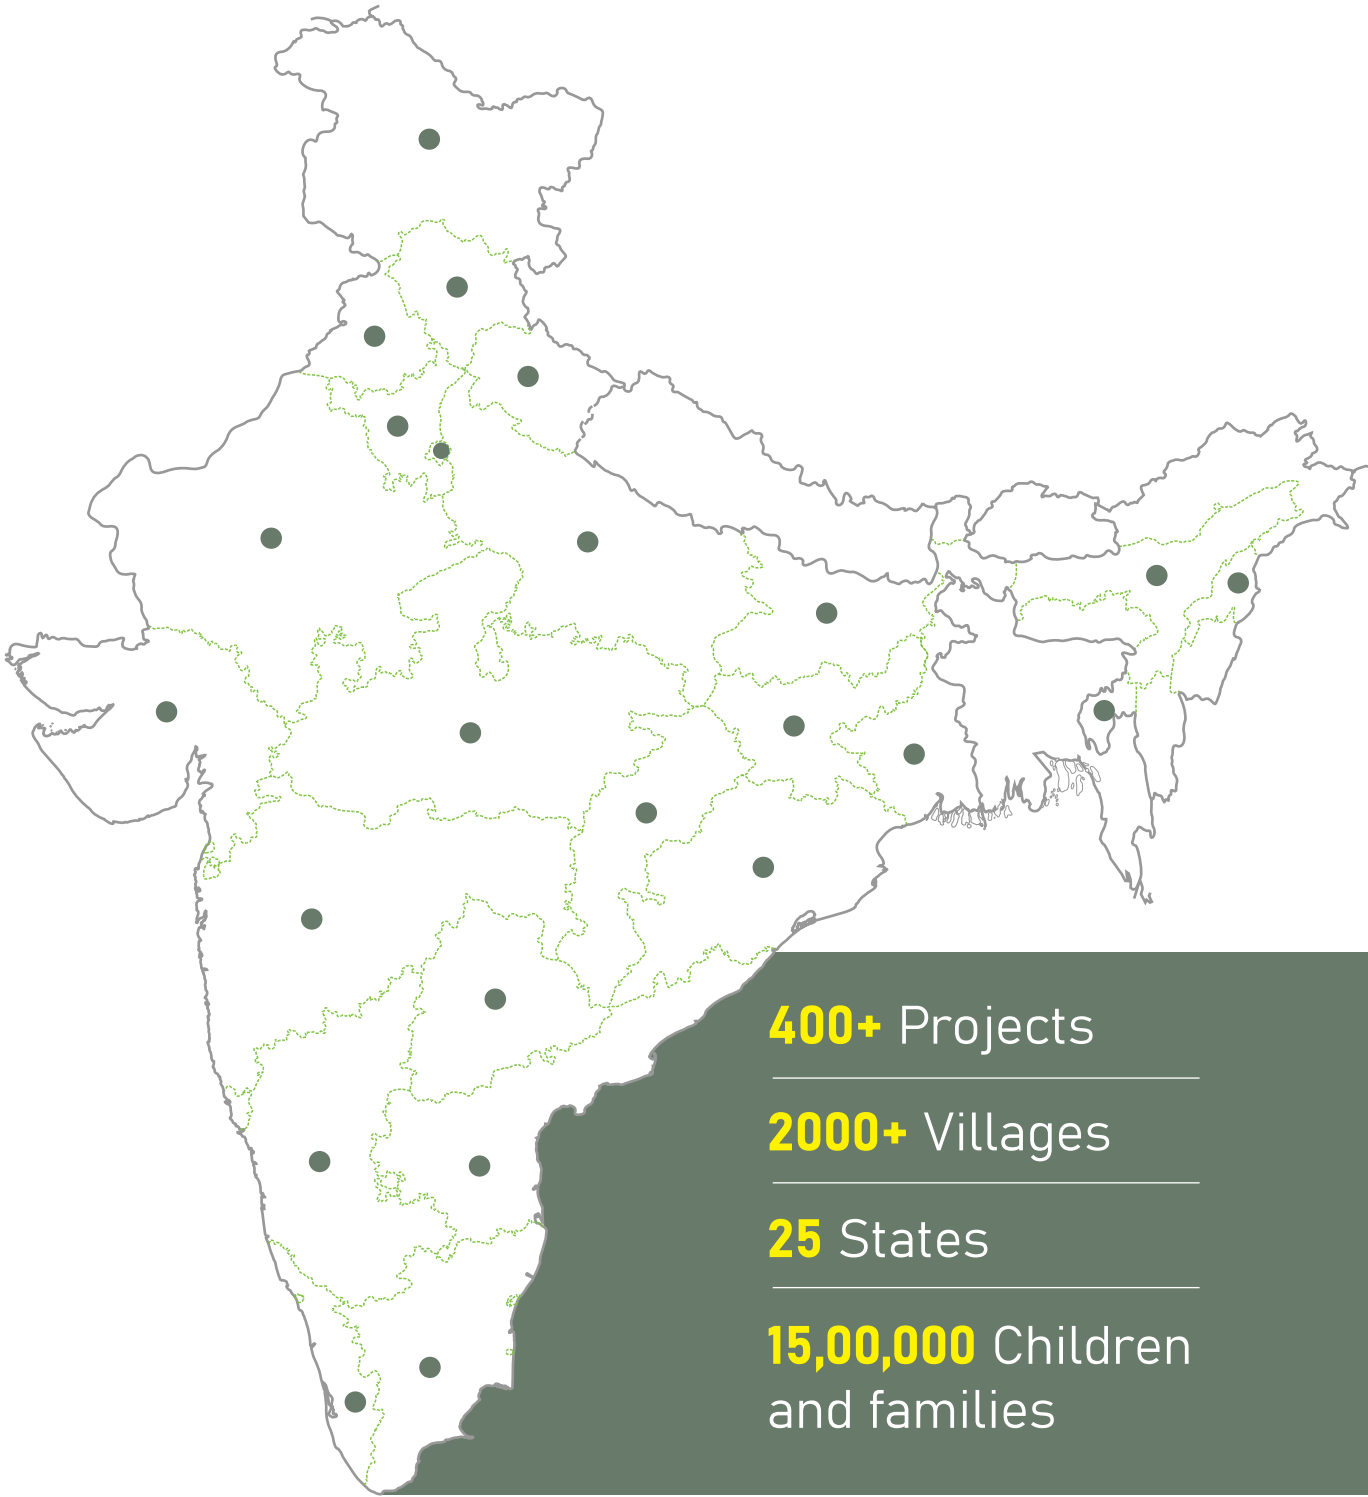 400+ Projects
2000+ Villages
25 States
15,00,000 Children
and families